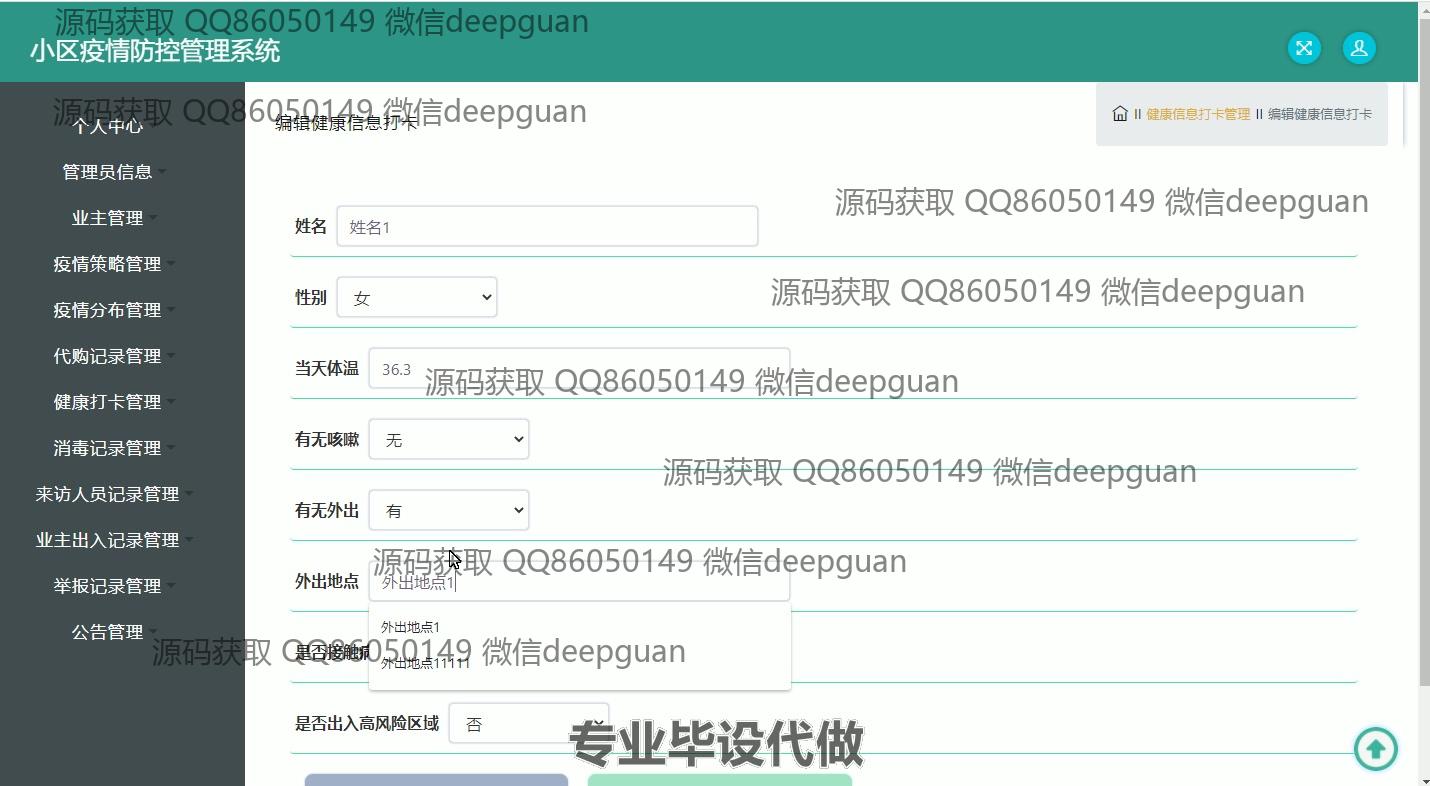 源码获取 QQ86050149 微信deepguan
小区疫情防控管理系统
源码获取 QQ86050149 微信deepguan
个人中心
管理员信息
业主管理
疫情策略管理
疫情分布管理
代购记录管理
健康打卡管理
消毒记录管理
来访人员记录管理
业主出入记录管理
举报记录管理
公告管理
编辑健康信息打卡
健康信息打卡管理 编辑健康信息打卡
源码获取 QQ86050149 微信deepguan
姓名 姓名1
源码获取 QQ86050149 微信deepguan
性别 女
当天体温 36.3
源码获取 QQ86050149 微信deepguan
有无咳嗽 无
源码获取 QQ86050149 微信deepguan
有无外出 有
源码获取 QQ86050149 微信deepguan
外出地点 外出地点1
外出地点1
源码获取 QQ86050149 微信deepguan
是否接触病
外出地点11111
是否出入高风险区域 否
专业毕设代做